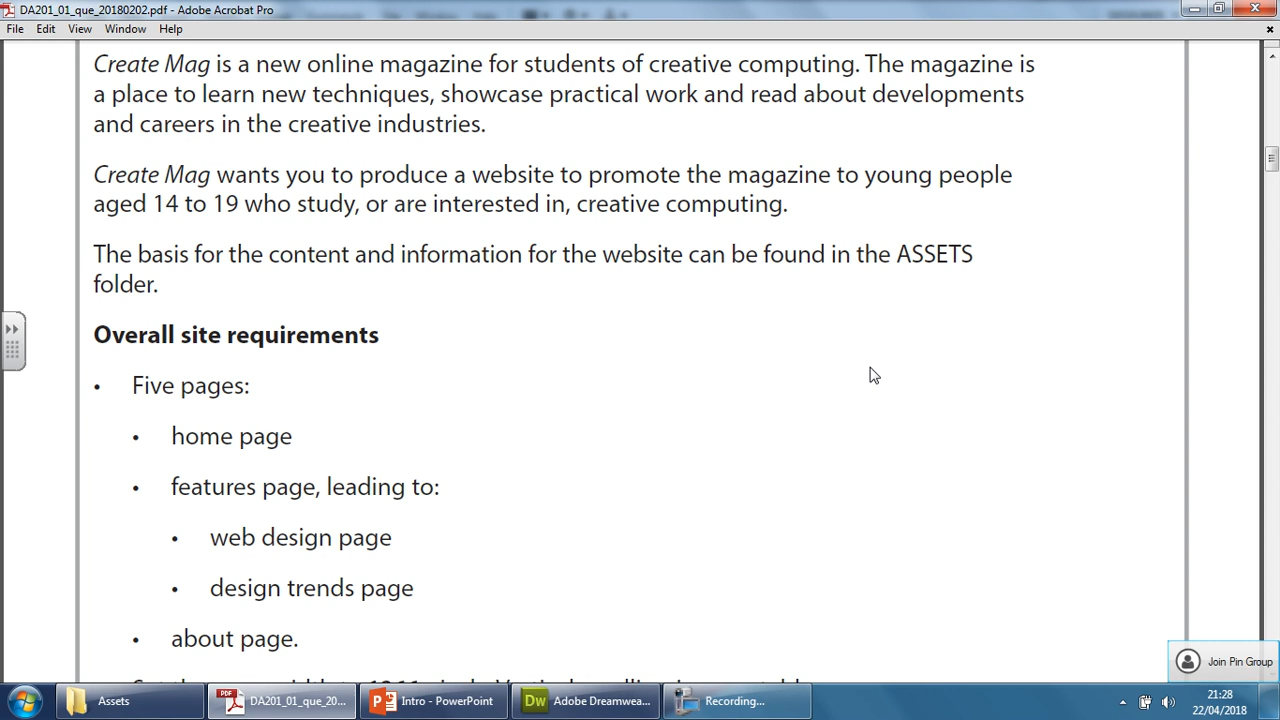 DA201_01_que_20180202.pdf - Adobe Acrobat Pro
File Edit View Window Help
Create Mag is a new online magazine for students of creative computing. The magazine is
a place to learn new techniques, showcase practical work and read about developments
and careers in the creative industries.
Create Mag wants you to produce a website to promote the magazine to young people
aged 14 to 19 who study, or are interested in, creative computing.
The basis for the content and information for the website can be found in the ASSETS
folder.
Overall site requirements
• Five pages:
• home page
• features page, leading to:
• web design page
• design trends page
• about page.
Join Pin Group
Assets
PDF
DA201_01_que_20...
Intro - PowerPoint
Dw
Adobe Dreamwea...
Recording...
21:28
22/04/2018